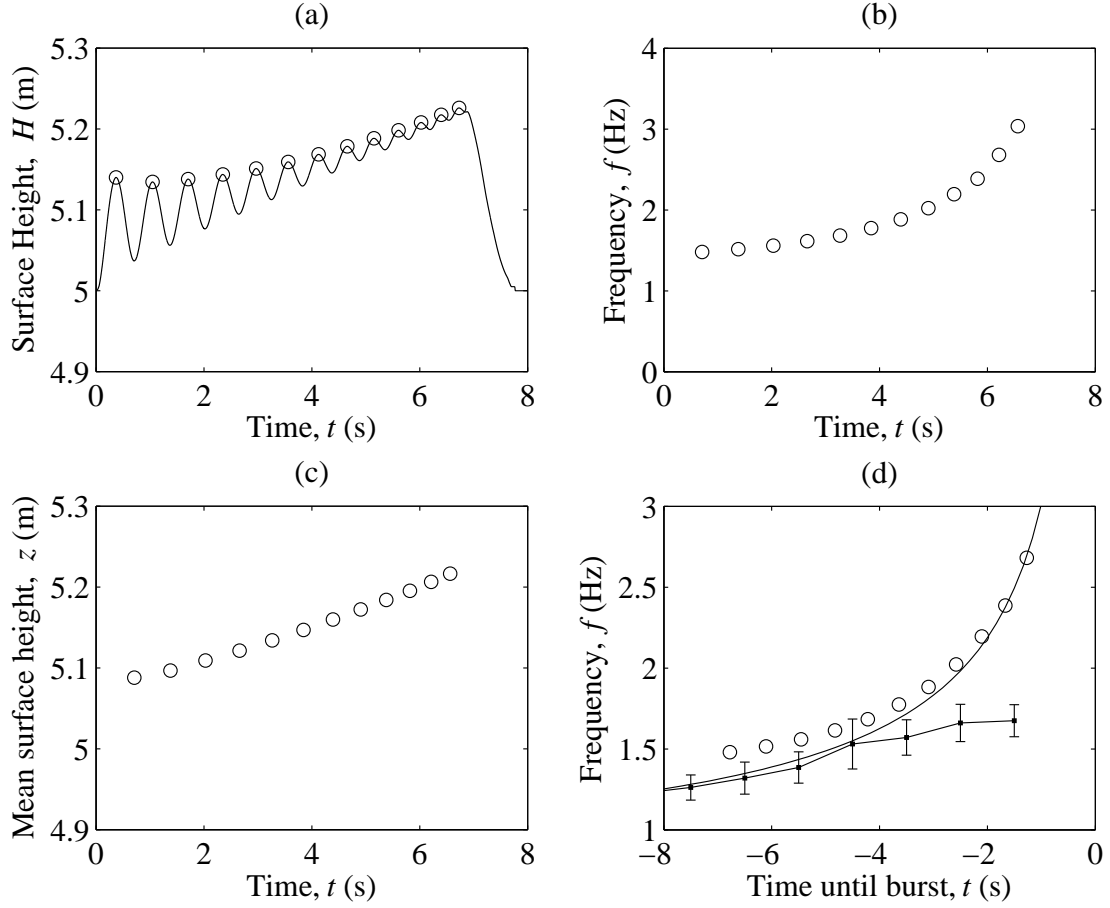 (a)
5.3
5.2
5.1
5
4.9
Surface Height, H (m)
0 2 4 6 8
Time, t (s)
(b)
4
3
2
1
0
Frequency, f (Hz)
0 2 4 6 8
Time, t (s)
(c)
5.3
5.2
5.1
5
4.9
Mean surface height, z (m)
0 2 4 6 8
Time, t (s)
(d)
3
2.5
2
1.5
1
Frequency, f (Hz)
−8 −6 −4 −2 0
Time until burst, t (s)